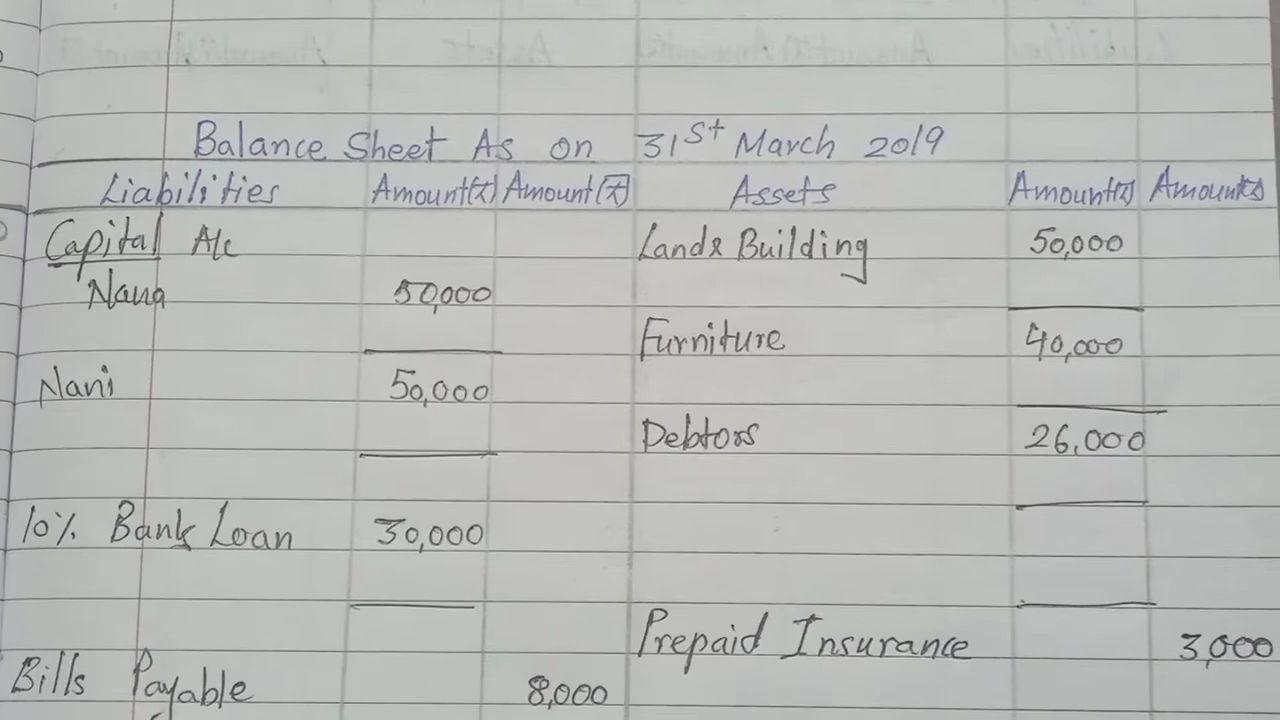 Balance Sheet As on 31st March 2019
Liabilities Amount(₹) Amount(₹) Assets Amount(₹) Amount(₹)
Capital A/c Land & Building 50,000
Nana 50,000
Furniture 40,000
Nani 50,000
Debtors 26,000
10% Bank Loan 30,000
Prepaid Insurance 3,000
Bills Payable 8,000